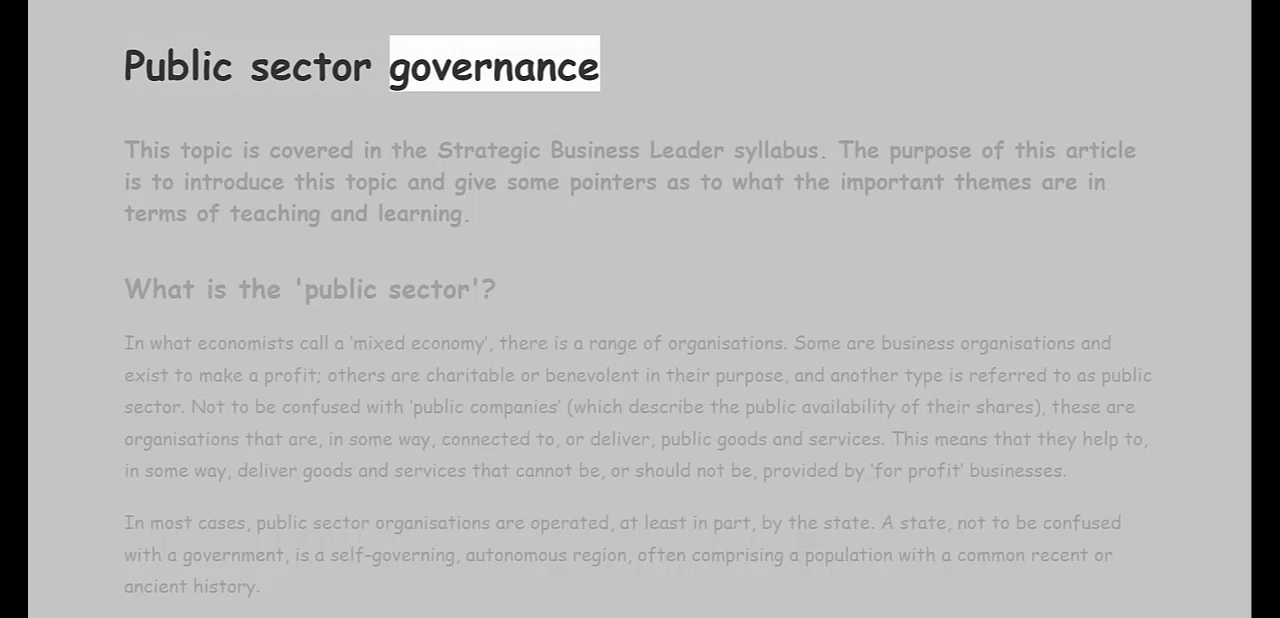 Public sector governance
This topic is covered in the Strategic Business Leader syllabus. The purpose of this article
is to introduce this topic and give some pointers as to what the important themes are in
terms of teaching and learning.
What is the 'public sector'?
In what economists call a ‘mixed economy’, there is a range of organisations. Some are business organisations and
exist to make a profit; others are charitable or benevolent in their purpose, and another type is referred to as public
sector. Not to be confused with ‘public companies’ (which describe the public availability of their shares), these are
organisations that are, in some way, connected to, or deliver, public goods and services. This means that they help to,
in some way, deliver goods and services that cannot be, or should not be, provided by ‘for profit’ businesses.
In most cases, public sector organisations are operated, at least in part, by the state. A state, not to be confused
with a government, is a self-governing, autonomous region, often comprising a population with a common recent or
ancient history.